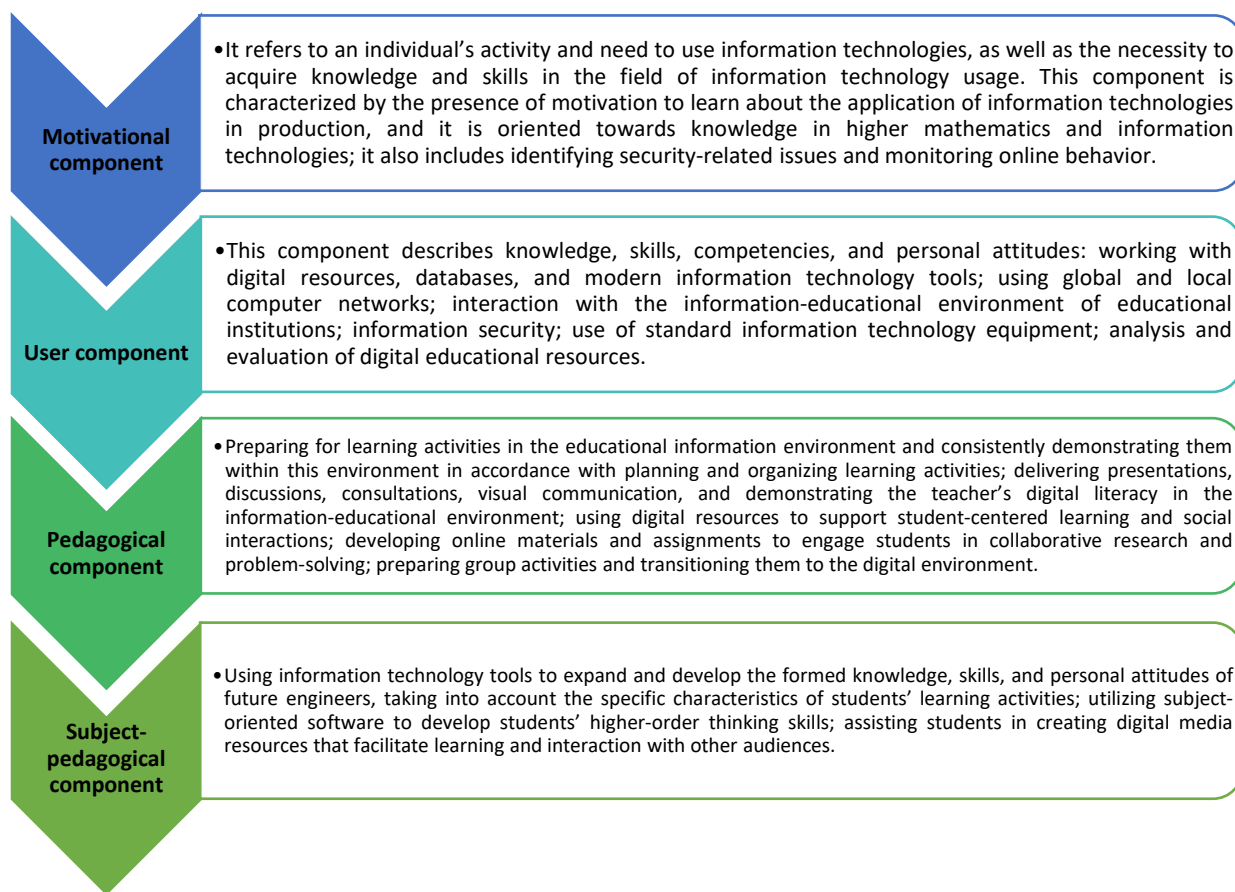 Motivational
component
•It refers to an individual’s activity and need to use information technologies, as well as the necessity to
acquire knowledge and skills in the field of information technology usage. This component is
characterized by the presence of motivation to learn about the application of information technologies
in production, and it is oriented towards knowledge in higher mathematics and information
technologies; it also includes identifying security-related issues and monitoring online behavior.
User component
•This component describes knowledge, skills, competencies, and personal attitudes: working with
digital resources, databases, and modern information technology tools; using global and local
computer networks; interaction with the information-educational environment of educational
institutions; information security; use of standard information technology equipment; analysis and
evaluation of digital educational resources.
Pedagogical
component
•Preparing for learning activities in the educational information environment and consistently demonstrating them
within this environment in accordance with planning and organizing learning activities; delivering presentations,
discussions, consultations, visual communication, and demonstrating the teacher’s digital literacy in the
information-educational environment; using digital resources to support student-centered learning and social
interactions; developing online materials and assignments to engage students in collaborative research and
problem-solving; preparing group activities and transitioning them to the digital environment.
Subject-
pedagogical
component
•Using information technology tools to expand and develop the formed knowledge, skills, and personal attitudes of
future engineers, taking into account the specific characteristics of students’ learning activities; utilizing subject-
oriented software to develop students’ higher-order thinking skills; assisting students in creating digital media
resources that facilitate learning and interaction with other audiences.